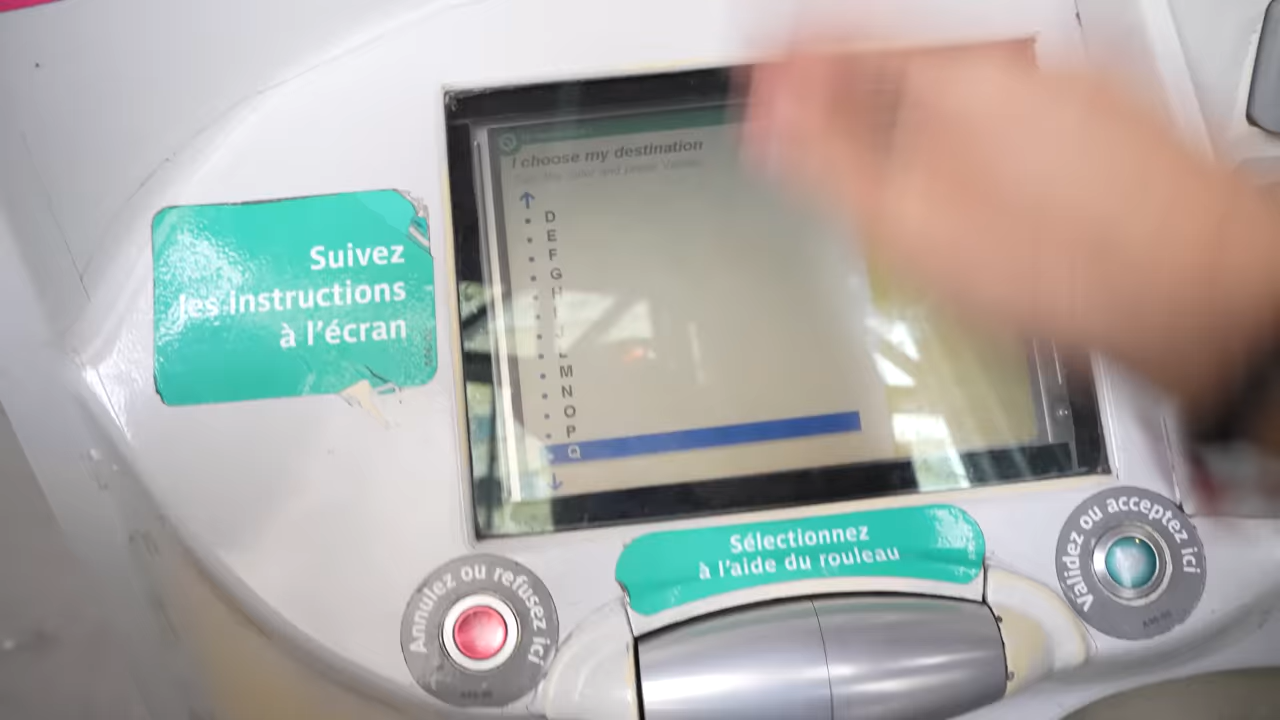 I choose my destination
D
E
F
G
H
I
J
L
M
N
O
P
Q
Suivez
les instructions
à l'écran
Sélectionnez
à l'aide du rouleau
Annulez ou refusez ici
Validez ou acceptez ici